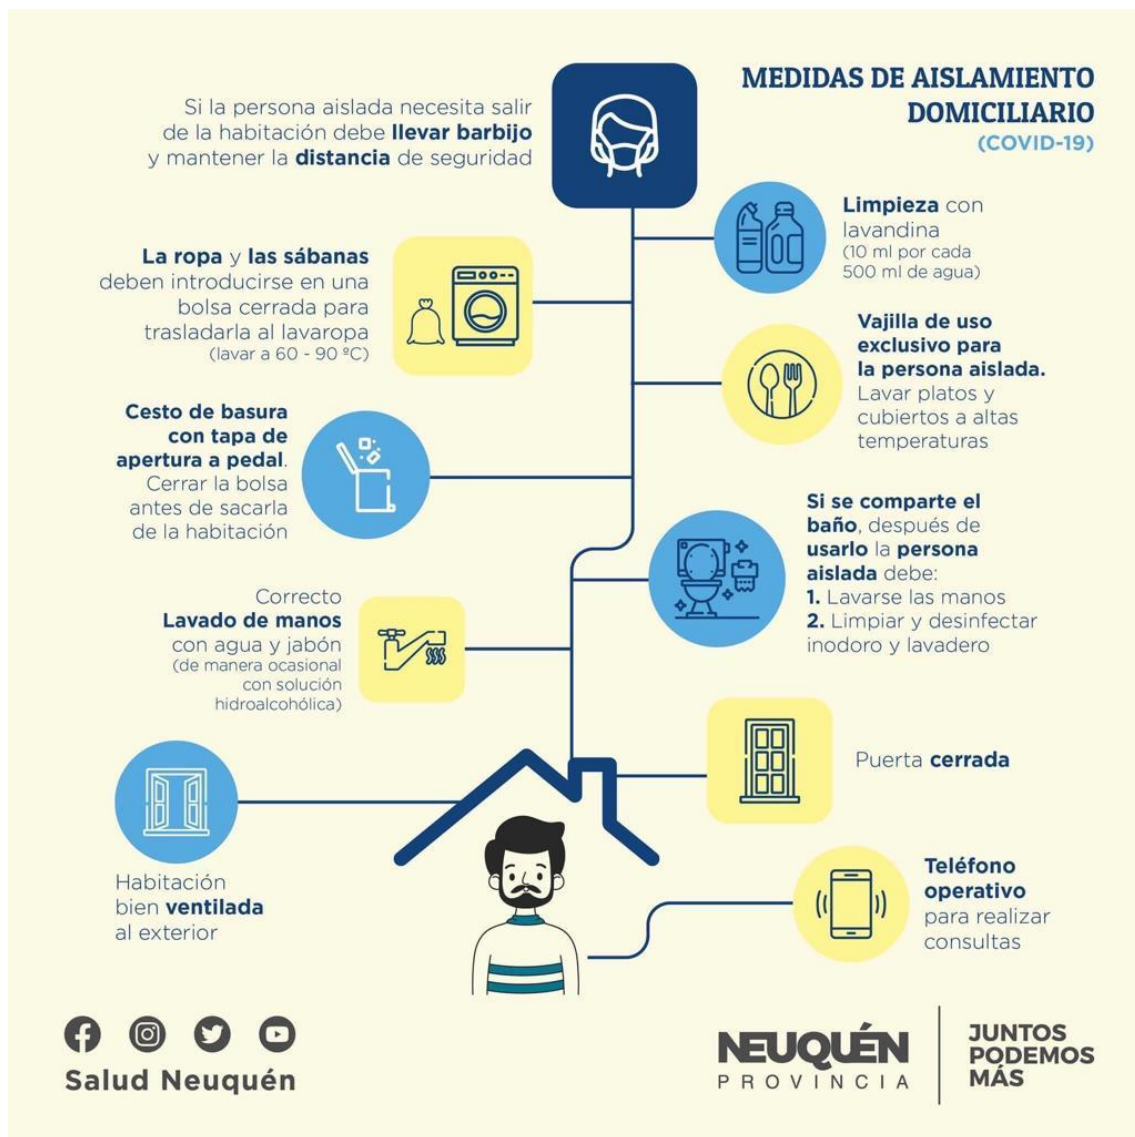 MEDIDAS DE AISLAMIENTO
DOMICILIARIO
(COVID-19)
Si la persona aislada necesita salir
de la habitación debe llevar barbijo
y mantener la distancia de seguridad
Limpieza con
lavandina
(10 ml por cada
500 ml de agua)
La ropa y las sábanas
deben introducirse en una
bolsa cerrada para
trasladarla al lavaropa
(lavar a 60 - 90 ºC)
Vajilla de uso
exclusivo para
la persona aislada.
Lavar platos y
cubiertos a altas
temperaturas
Cesto de basura
con tapa de
apertura a pedal.
Cerrar la bolsa
antes de sacarla
de la habitación
Si se comparte el
baño, después de
usarlo la persona
aislada debe:
1. Lavarse las manos
2. Limpiar y desinfectar
inodoro y lavadero
Correcto
Lavado de manos
con agua y jabón
(de manera ocasional
con solución
hidroalcohólica)
Puerta cerrada
Habitación
bien ventilada
al exterior
Teléfono
operativo
para realizar
consultas
Salud Neuquén
NEUQUÉN
PROVINCIA
JUNTOS
PODEMOS
MÁS